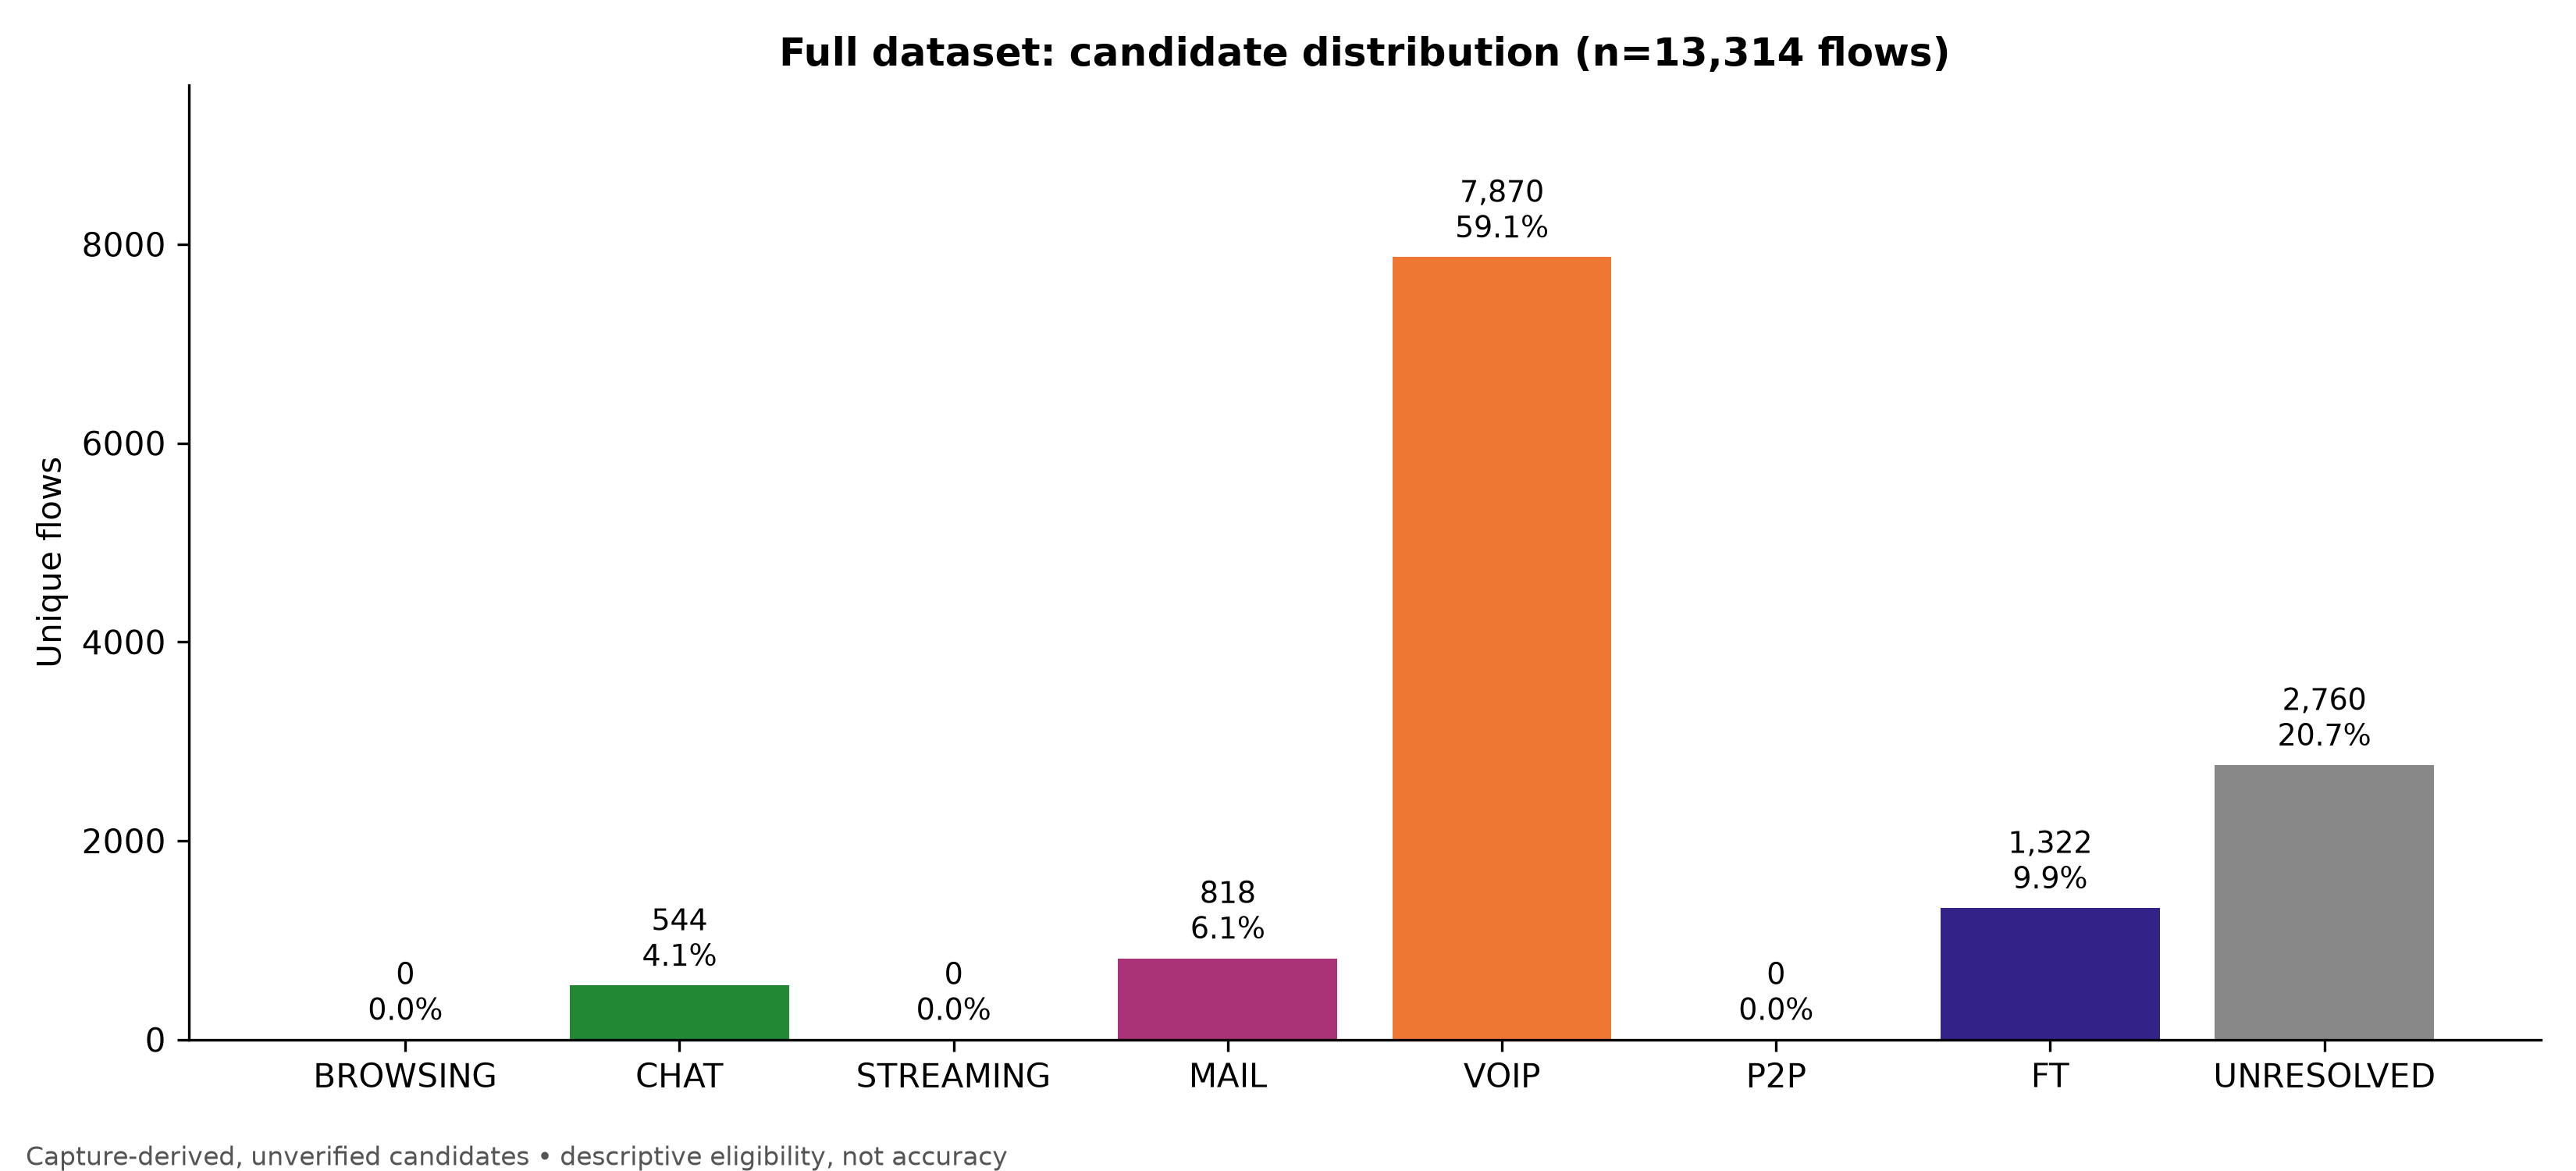 Full dataset: candidate distribution (n=13,314 flows)
Unique flows
8000
6000
4000
2000
0
0
0.0%
544
4.1%
0
0.0%
818
6.1%
7,870
59.1%
0
0.0%
1,322
9.9%
2,760
20.7%
BROWSING
CHAT
STREAMING
MAIL
VOIP
P2P
FT
UNRESOLVED
Capture-derived, unverified candidates • descriptive eligibility, not accuracy